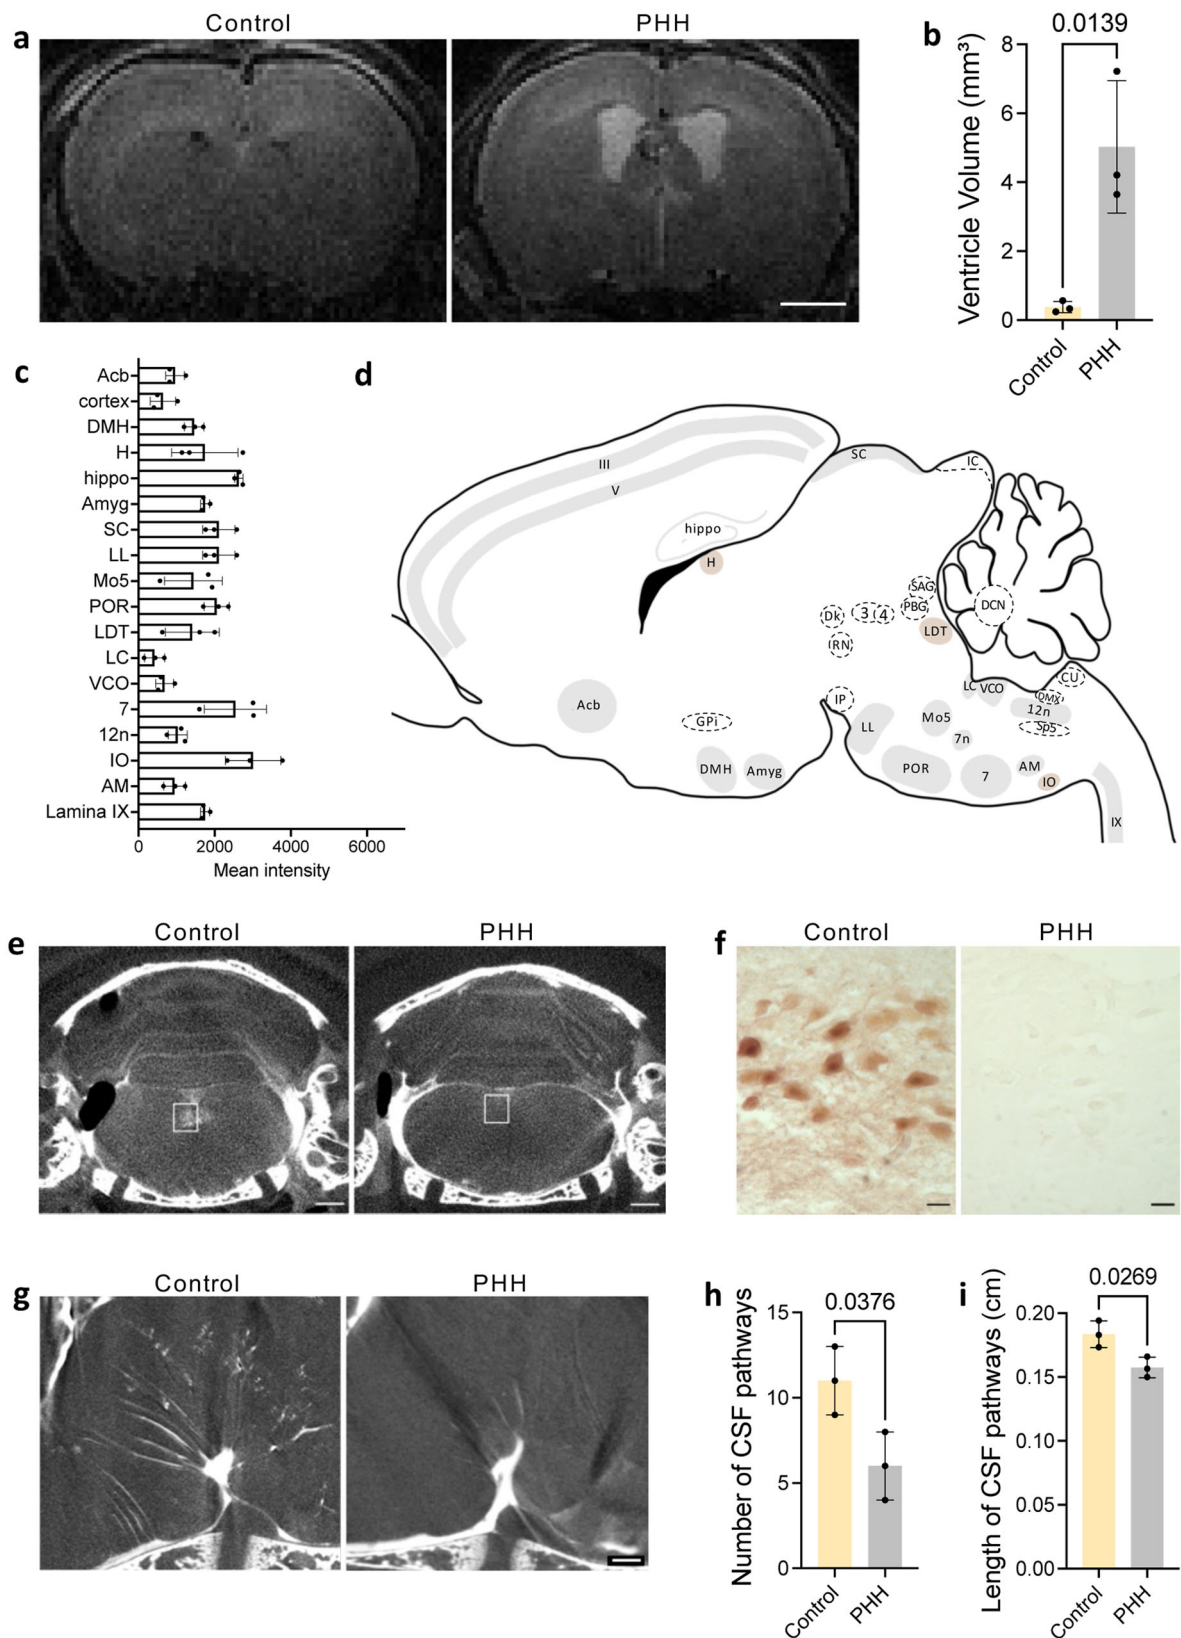 a
Control
PHH
b
0.0139
Ventricle Volume (mm³)
8
6
4
2
0
Control
PHH
c
Acb
cortex
DMH
H
hippo
Amyg
SC
LL
Mo5
POR
LDT
LC
VCO
7
12n
IO
AM
Lamina IX
0
2000
4000
6000
Mean intensity
d
III
V
SC
IC
hippo
H
SAG
PBG
Dk
3
4
DCN
LDT
RN
CU
LC
VCO
DMX
12n
Sp5
IP
Acb
GPi
LL
Mo5
7n
DMH
Amyg
POR
7
AM
IO
IX
e
Control
PHH
f
Control
PHH
g
Control
PHH
h
0.0376
Number of CSF pathways
15
10
5
0
Control
PHH
i
0.0269
Length of CSF pathways (cm)
0.20
0.15
0.10
0.05
0.00
Control
PHH